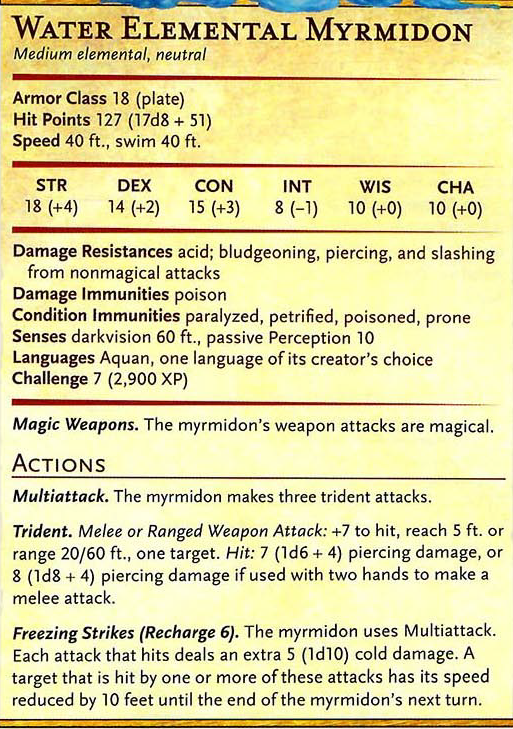 Water Elemental Myrmidon
Medium elemental, neutral
Armor Class 18 (plate)
Hit Points 127 (17d8 + 51)
Speed 40 ft., swim 40 ft.
STR DEX CON INT WIS CHA
18 (+4) 14 (+2) 15 (+3) 8 (−1) 10 (+0) 10 (+0)
Damage Resistances acid; bludgeoning, piercing, and slashing
from nonmagical attacks
Damage Immunities poison
Condition Immunities paralyzed, petrified, poisoned, prone
Senses darkvision 60 ft., passive Perception 10
Languages Aquan, one language of its creator's choice
Challenge 7 (2,900 XP)
Magic Weapons. The myrmidon's weapon attacks are magical.
Actions
Multiattack. The myrmidon makes three trident attacks.
Trident. Melee or Ranged Weapon Attack: +7 to hit, reach 5 ft. or
range 20/60 ft., one target. Hit: 7 (1d6 + 4) piercing damage, or
8 (1d8 + 4) piercing damage if used with two hands to make a
melee attack.
Freezing Strikes (Recharge 6). The myrmidon uses Multiattack.
Each attack that hits deals an extra 5 (1d10) cold damage. A
target that is hit by one or more of these attacks has its speed
reduced by 10 feet until the end of the myrmidon's next turn.